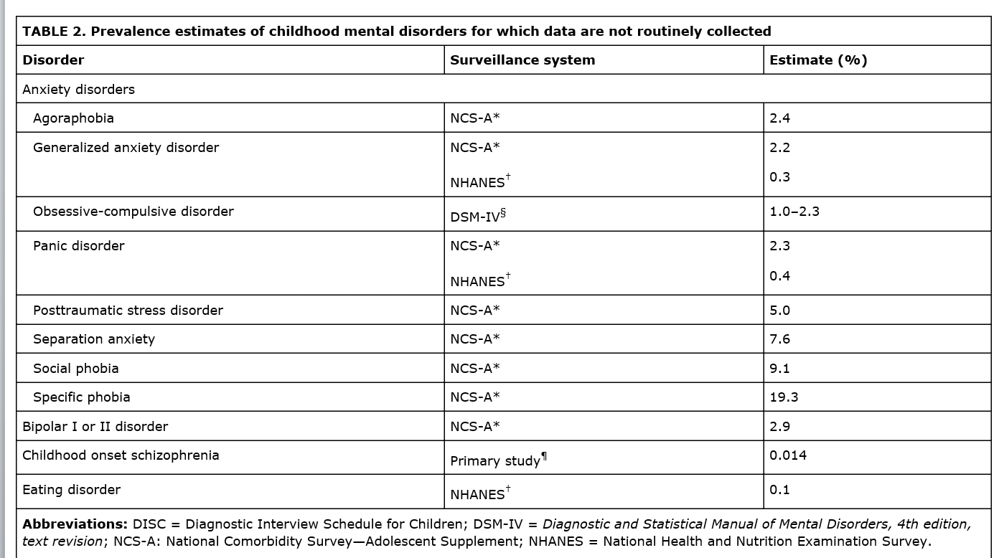 TABLE 2. Prevalence estimates of childhood mental disorders for which data are not routinely collected
Disorder Surveillance system Estimate (%)
Anxiety disorders
Agoraphobia NCS-A* 2.4
Generalized anxiety disorder NCS-A* 2.2
NHANES† 0.3
Obsessive-compulsive disorder DSM-IV§ 1.0–2.3
Panic disorder NCS-A* 2.3
NHANES† 0.4
Posttraumatic stress disorder NCS-A* 5.0
Separation anxiety NCS-A* 7.6
Social phobia NCS-A* 9.1
Specific phobia NCS-A* 19.3
Bipolar I or II disorder NCS-A* 2.9
Childhood onset schizophrenia Primary study¶ 0.014
Eating disorder NHANES† 0.1
Abbreviations: DISC = Diagnostic Interview Schedule for Children; DSM-IV = Diagnostic and Statistical Manual of Mental Disorders, 4th edition,
text revision; NCS-A: National Comorbidity Survey—Adolescent Supplement; NHANES = National Health and Nutrition Examination Survey.